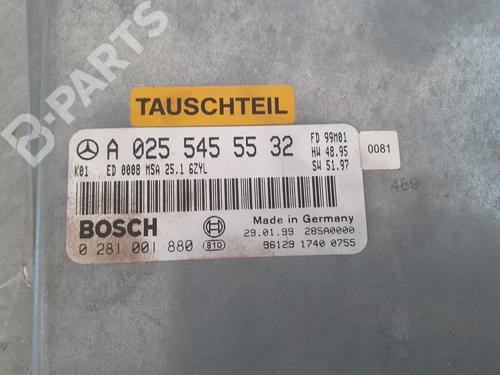 B-PARTS
TAUSCHTEIL
A 025 545 55 32
FD 99M01
HW 48.95
SW 51.97
K01 ED 0008 MSA 25.1 6ZYL
0081
BOSCH
0 281 001 880
810
Made in Germany
29.01.99 28SA0000
96129 1740 0755